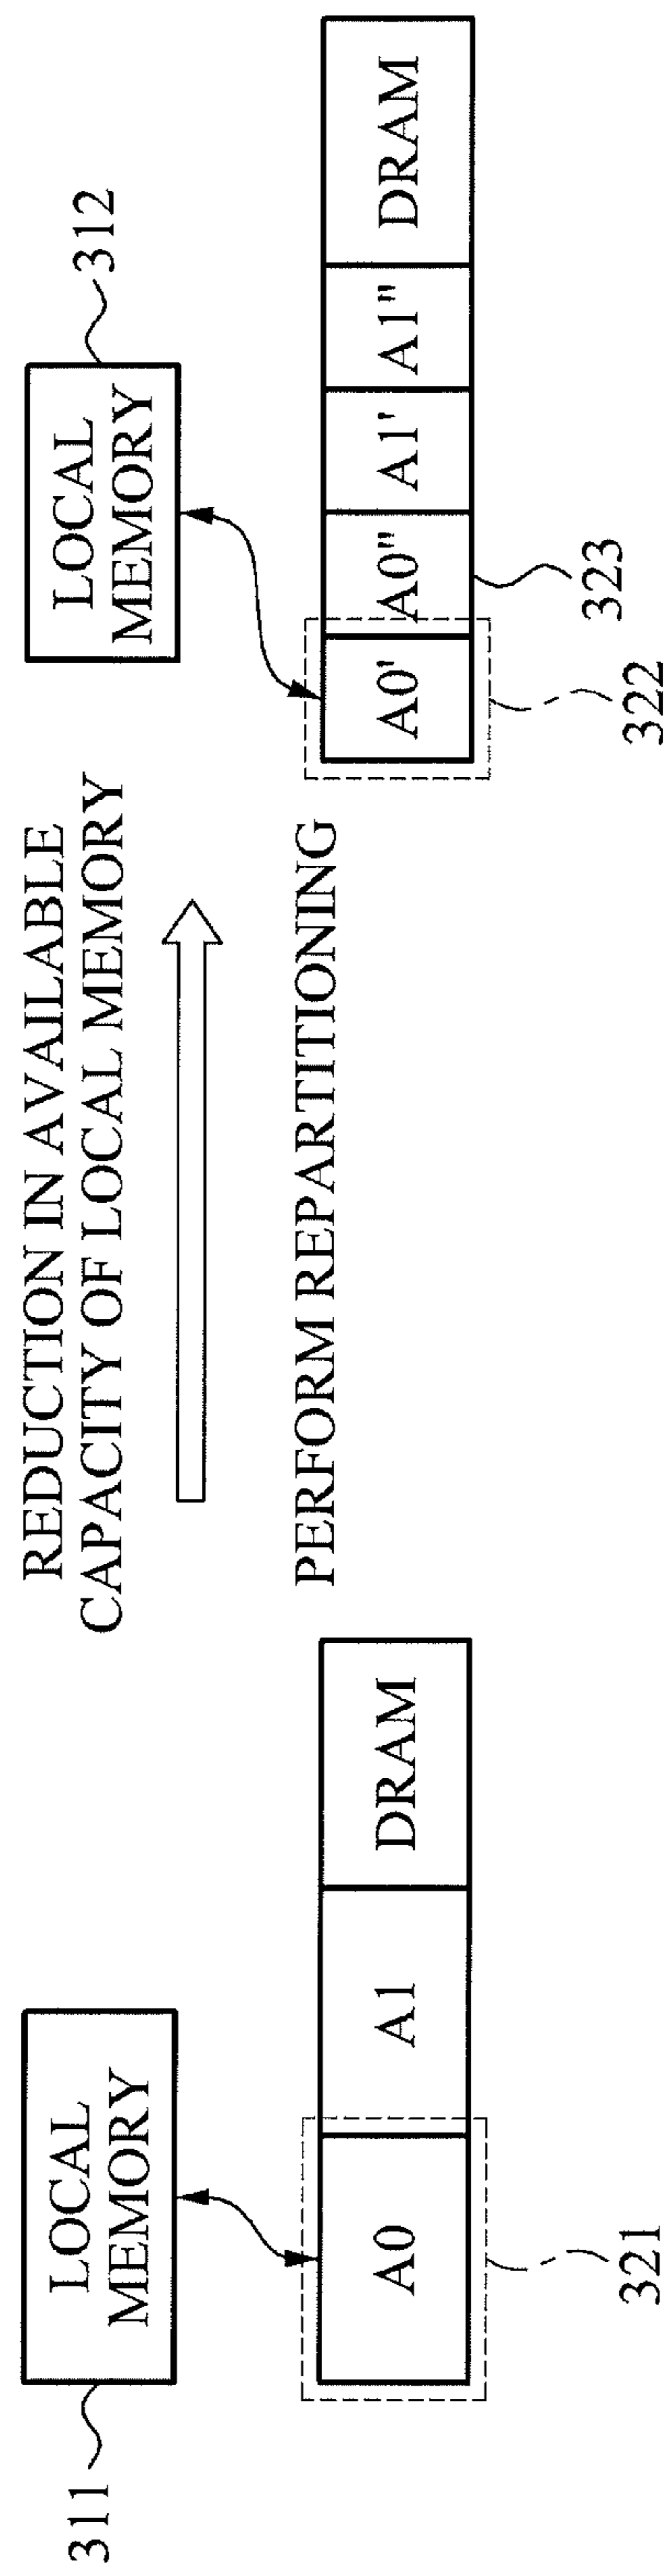 311
LOCAL
MEMORY
A0
A1
DRAM
321
REDUCTION IN AVAILABLE
CAPACITY OF LOCAL MEMORY
PERFORM REPARTITIONING
LOCAL
MEMORY
312
A0'
A0"
A1'
A1"
DRAM
322
323